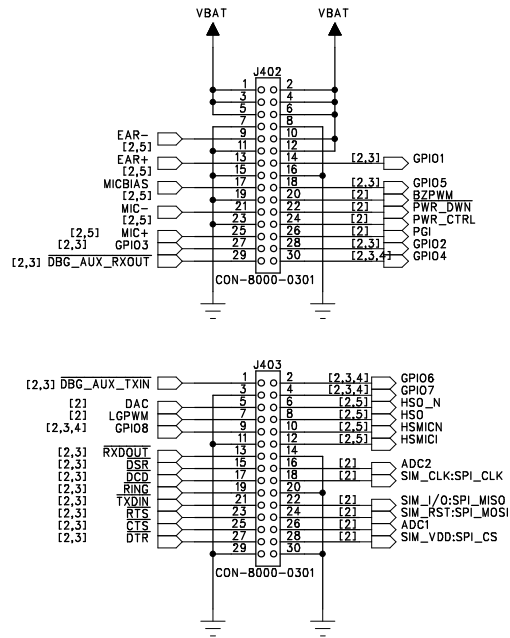 VBAT VBAT
J402
1 2
3 4
5 6
7 8
EAR- 9 10
[2,5] 11 12
EAR+ 13 14 [2,3] GPIO1
[2,5] 15 16
MICBIAS 17 18 [2,3] GPIO5
[2,5] 19 20 [2] BZPWM
MIC- 21 22 [2] PWR_DWN
[2,5] 23 24 [2] PWR_CTRL
[2,5] MIC+ 25 26 [2] PGI
[2,3] GPIO3 27 28 [2,3] GPIO2
[2,3] DBG_AUX_RXOUT 29 30 [2,3,4] GPIO4
CON-8000-0301
J403
[2,3] DBG_AUX_TXIN 1 2 [2,3,4] GPIO6
3 4 [2,3,4] GPIO7
[2] DAC 5 6 [2,5] HSO_N
[2] LGPWM 7 8 [2,5] HSO
[2,3,4] GPIO8 9 10 [2,5] HSMICN
11 12 [2,5] HSMICI
[2,3] RXDOUT 13 14
[2,3] DSR 15 16 [2] ADC2
[2,3] DCD 17 18 [2] SIM_CLK:SPI_CLK
[2,3] RING 19 20
[2,3] TXDIN 21 22 [2] SIM_I/O:SPI_MISO
[2,3] RTS 23 24 [2] SIM_RST:SPI_MOSI
[2,3] CTS 25 26 [2] ADC1
[2,3] DTR 27 28 [2] SIM_VDD:SPI_CS
29 30
CON-8000-0301